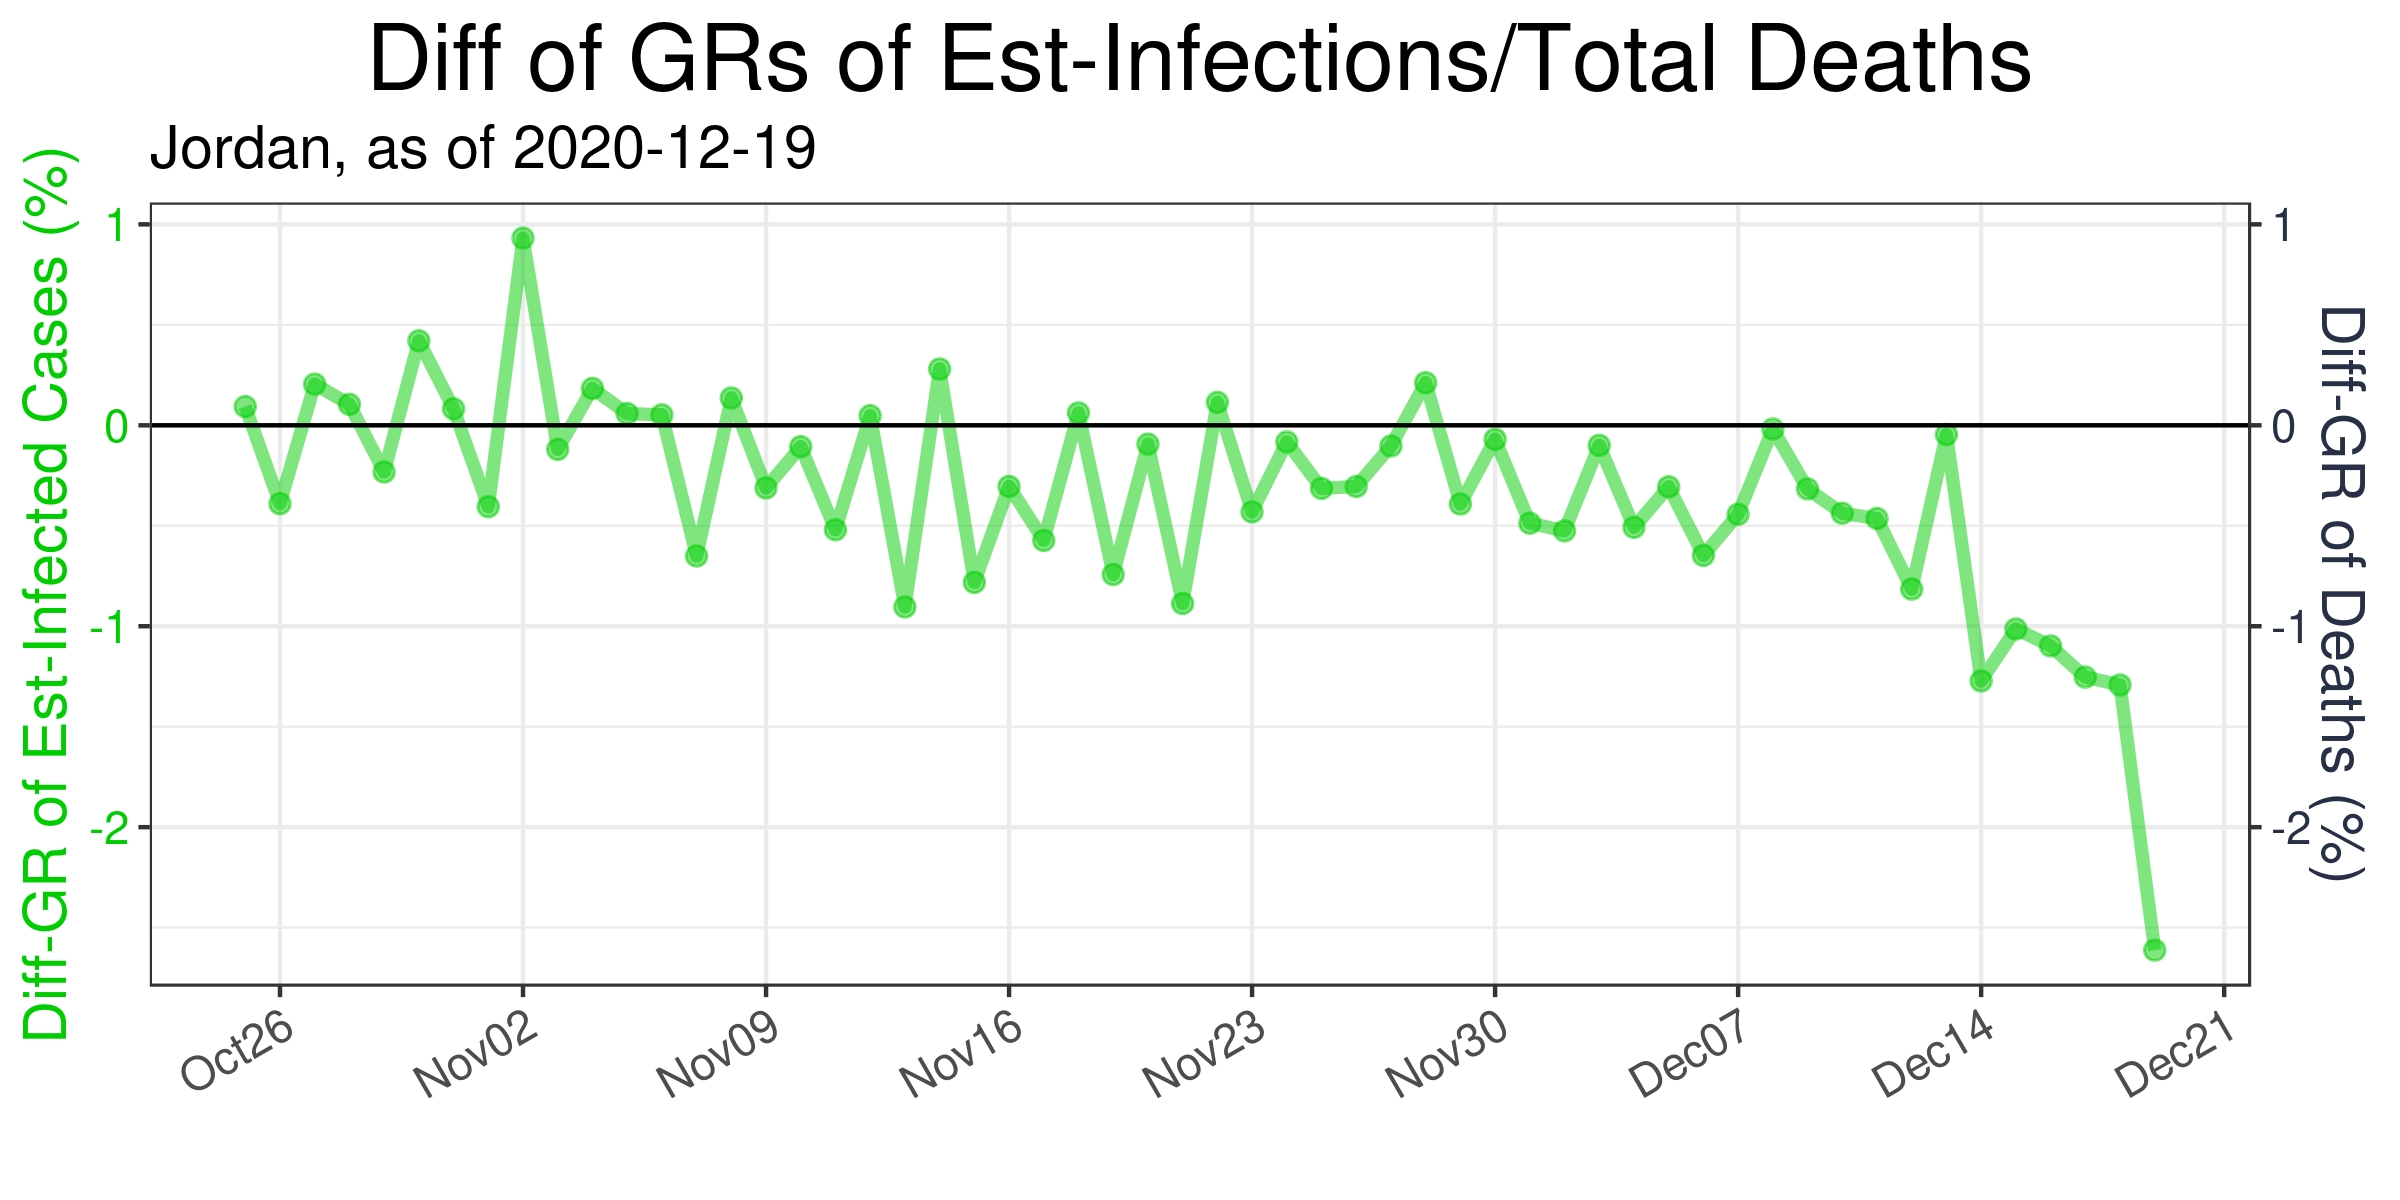 Diff of GRs of Est-Infections/Total Deaths
Jordan, as of 2020-12-19
Diff-GR of Est-Infected Cases (%)
1
0
-1
-2
1
0
-1
-2
Diff-GR of Deaths (%)
Oct26
Nov02
Nov09
Nov16
Nov23
Nov30
Dec07
Dec14
Dec21